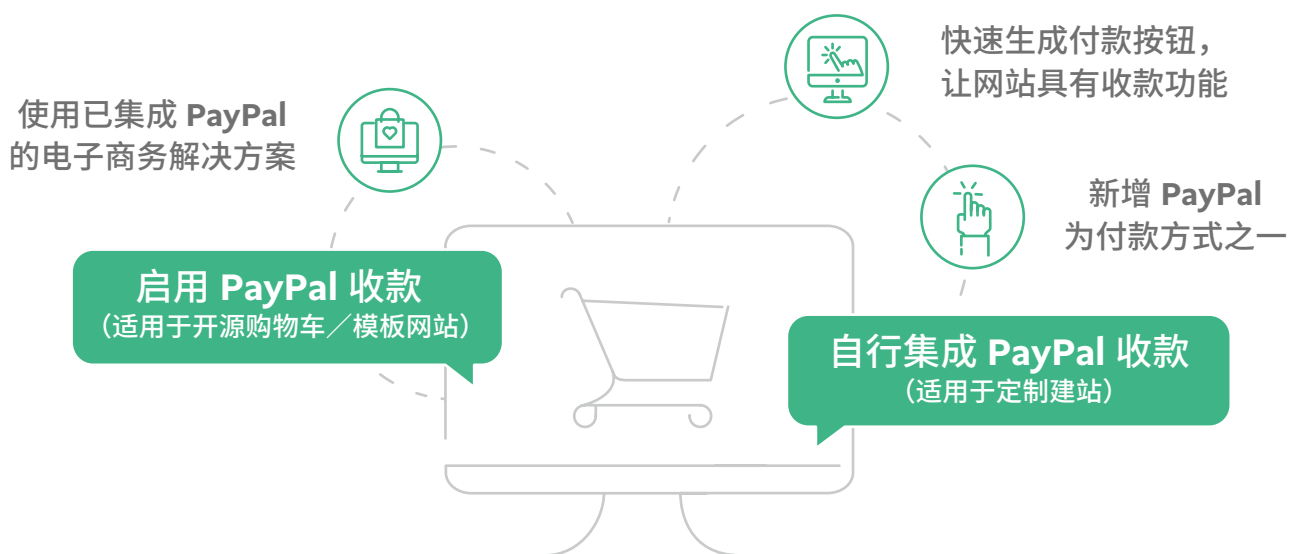 使用已集成 PayPal
的电子商务解决方案
启用 PayPal 收款
（适用于开源购物车／模板网站）
快速生成付款按钮，
让网站具有收款功能
新增 PayPal
为付款方式之一
自行集成 PayPal 收款
（适用于定制建站）